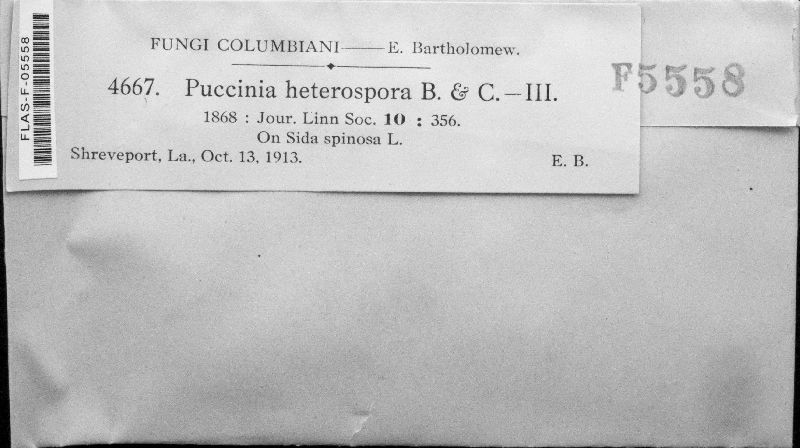 FUNGI COLUMBIANI—E. Bartholomew.
4667. Puccinia heterospora B. & C.—III.
1868 : Jour. Linn Soc. 10 : 356.
On Sida spinosa L.
Shreveport, La., Oct. 13, 1913. E. B.
F5558
FLAS-F-05558